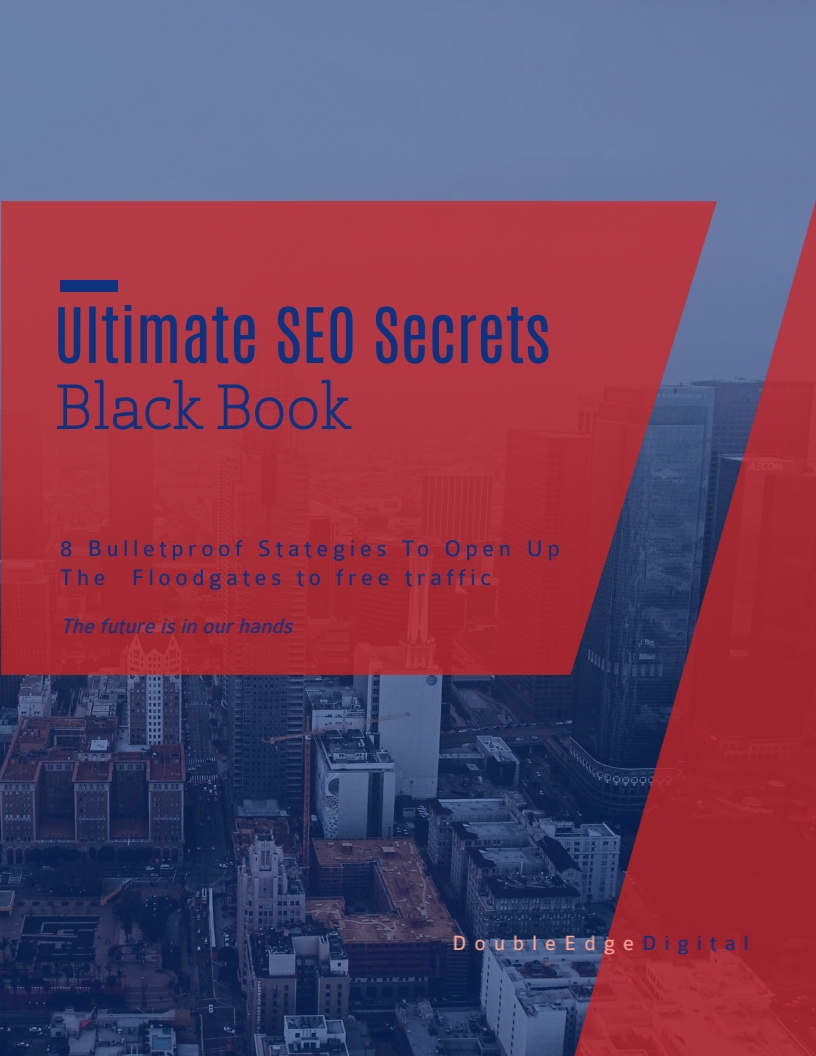 Ultimate SEO Secrets
Black Book
8 Bulletproof Stategies To Open Up
The Floodgates to free traffic
The future is in our hands
AECOM
DoubleEdgeDigital